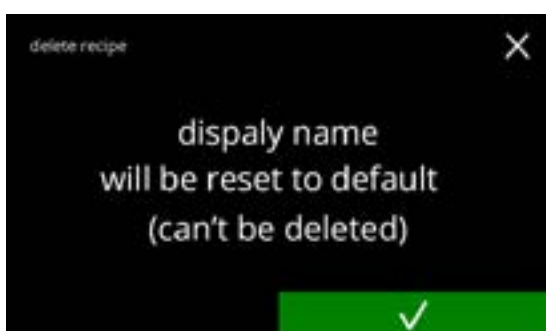 delete recipe
dispaly name
will be reset to default
(can't be deleted)